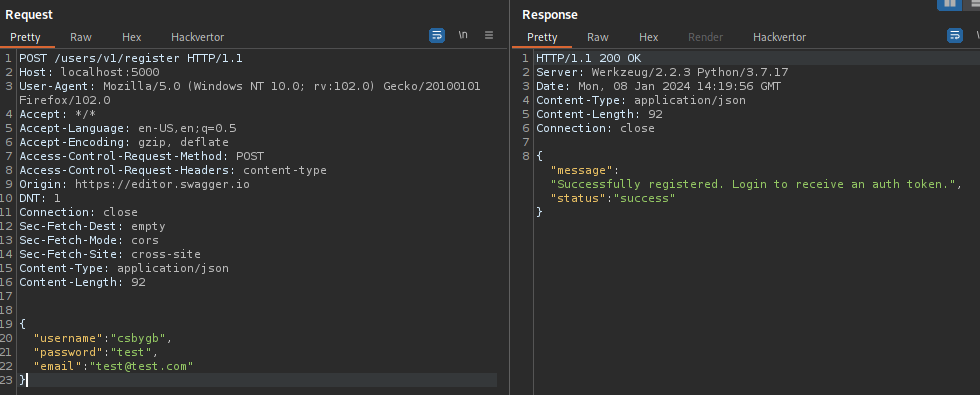 Request
Pretty Raw Hex Hackvertor \n
1 POST /users/v1/register HTTP/1.1
2 Host: localhost:5000
3 User-Agent: Mozilla/5.0 (Windows NT 10.0; rv:102.0) Gecko/20100101
Firefox/102.0
4 Accept: */*
5 Accept-Language: en-US,en;q=0.5
6 Accept-Encoding: gzip, deflate
7 Access-Control-Request-Method: POST
8 Access-Control-Request-Headers: content-type
9 Origin: https://editor.swagger.io
10 DNT: 1
11 Connection: close
12 Sec-Fetch-Dest: empty
13 Sec-Fetch-Mode: cors
14 Sec-Fetch-Site: cross-site
15 Content-Type: application/json
16 Content-Length: 92
17
18
19 {
20 "username":"csbygb",
21 "password":"test",
22 "email":"test@test.com"
23 }
Response
Pretty Raw Hex Render Hackvertor
1 HTTP/1.1 200 OK
2 Server: Werkzeug/2.2.3 Python/3.7.17
3 Date: Mon, 08 Jan 2024 14:19:56 GMT
4 Content-Type: application/json
5 Content-Length: 92
6 Connection: close
7
8 {
"message":
"Successfully registered. Login to receive an auth token.",
"status":"success"
}